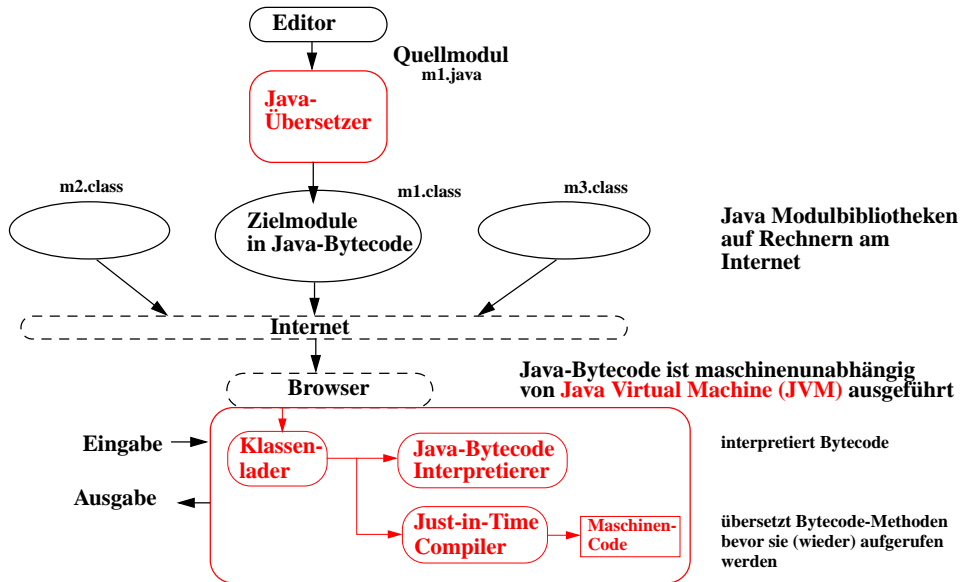 Editor
Quellmodul
m1.java
Java-
Übersetzer
m2.class
m1.class
m3.class
Zielmodule
in Java-Bytecode
Java Modulbibliotheken
auf Rechnern am
Internet
Internet
Browser
Java-Bytecode ist maschinenunabhängig
von Java Virtual Machine (JVM) ausgeführt
Eingabe
Klassen-
lader
Java-Bytecode
Interpretierer
interpretiert Bytecode
Ausgabe
Just-in-Time
Compiler
Maschinen-
Code
übersetzt Bytecode-Methoden
bevor sie (wieder) aufgerufen
werden